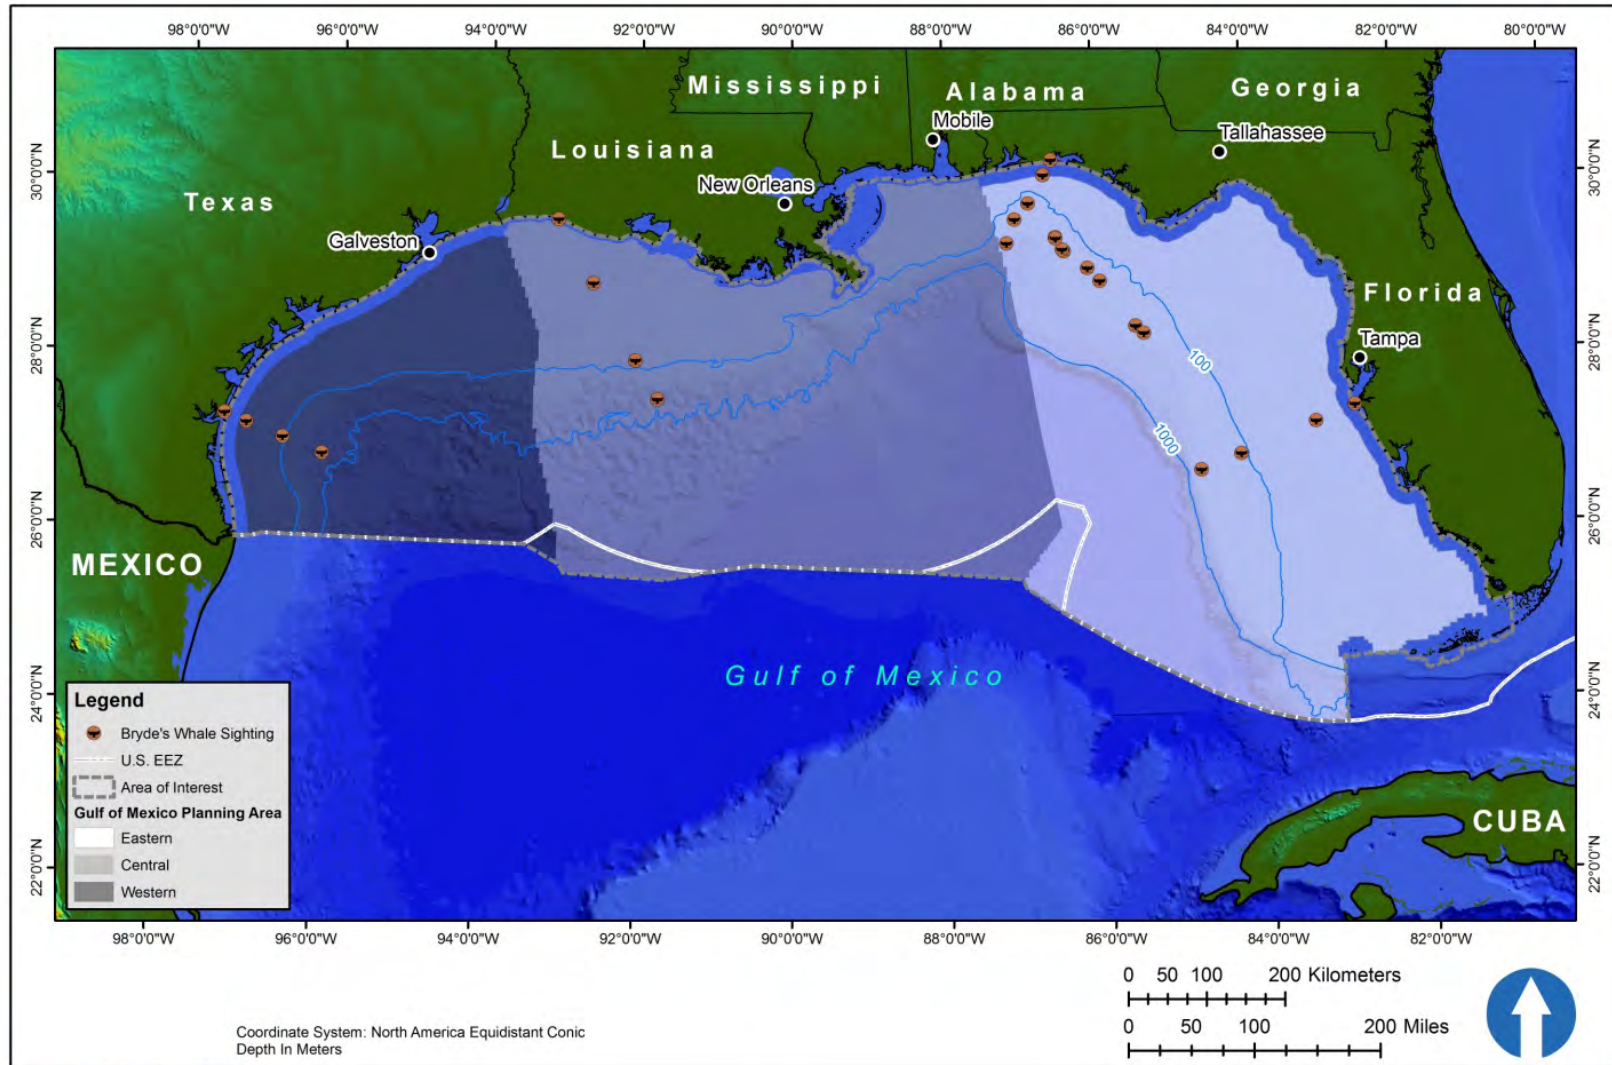 98°0'0"W 96°0'0"W 94°0'0"W 92°0'0"W 90°0'0"W 88°0'0"W 86°0'0"W 84°0'0"W 82°0'0"W 80°0'0"W
Mississippi
Alabama
Georgia
Mobile
Tallahassee
Louisiana
30°0'0"N
30°0'0"N
New Orleans
Texas
Galveston
Florida
28°0'0"N
28°0'0"N
Tampa
100
1000
26°0'0"N
26°0'0"N
MEXICO
Gulf of Mexico
24°0'0"N
24°0'0"N
Legend
Bryde's Whale Sighting
U.S. EEZ
Area of Interest
Gulf of Mexico Planning Area
Eastern
Central
Western
CUBA
22°0'0"N
22°0'0"N
98°0'0"W 96°0'0"W 94°0'0"W 92°0'0"W 90°0'0"W 88°0'0"W 86°0'0"W 84°0'0"W 82°0'0"W
0 50 100 200 Kilometers
0 50 100 200 Miles
Coordinate System: North America Equidistant Conic
Depth In Meters